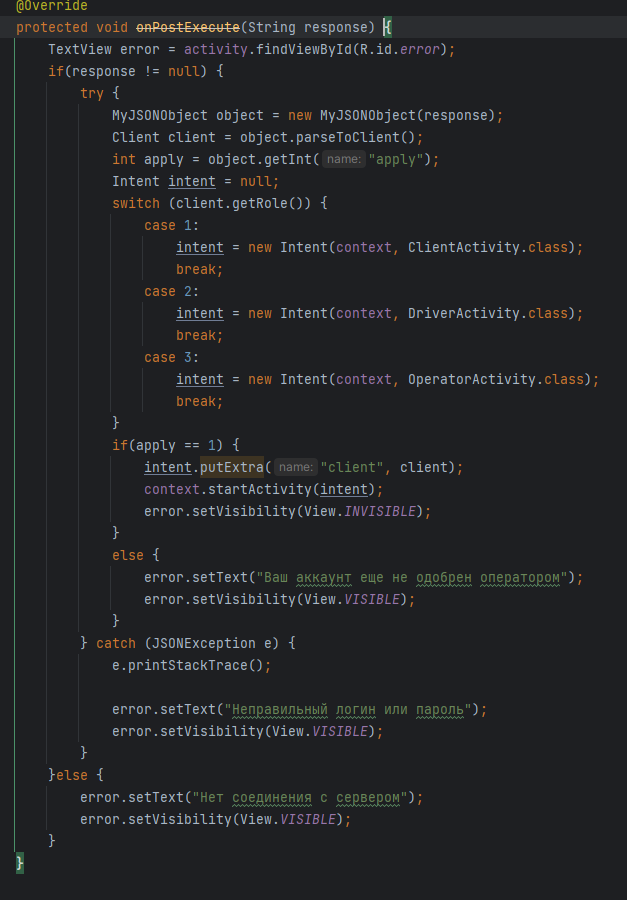 @Override
protected void onPostExecute(String response) {
    TextView error = activity.findViewById(R.id.error);
    if(response != null) {
        try {
            MyJSONObject object = new MyJSONObject(response);
            Client client = object.parseToClient();
            int apply = object.getInt( name: "apply");
            Intent intent = null;
            switch (client.getRole()) {
                case 1:
                    intent = new Intent(context, ClientActivity.class);
                    break;
                case 2:
                    intent = new Intent(context, DriverActivity.class);
                    break;
                case 3:
                    intent = new Intent(context, OperatorActivity.class);
                    break;
            }
            if(apply == 1) {
                intent.putExtra( name: "client", client);
                context.startActivity(intent);
                error.setVisibility(View.INVISIBLE);
            }
            else {
                error.setText("Ваш аккаунт еще не одобрен оператором");
                error.setVisibility(View.VISIBLE);
            }
        } catch (JSONException e) {
            e.printStackTrace();

            error.setText("Неправильный логин или пароль");
            error.setVisibility(View.VISIBLE);
        }
    }else {
        error.setText("Нет соединения с сервером");
        error.setVisibility(View.VISIBLE);
    }
}